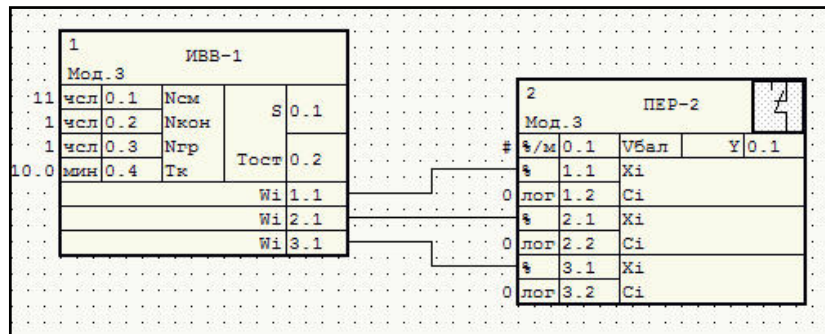 1 ИВВ-1
Мод.3
11 чсл 0.1 Nсм S 0.1
1 чсл 0.2 Nкон
1 чсл 0.3 Nгр Тост 0.2
10.0 мин 0.4 Тк
Wi 1.1
Wi 2.1
Wi 3.1
2 ПЕР-2
Мод.3
# %/м 0.1 Vбал Y 0.1
% 1.1 Xi
0 лог 1.2 Ci
% 2.1 Xi
0 лог 2.2 Ci
% 3.1 Xi
0 лог 3.2 Ci